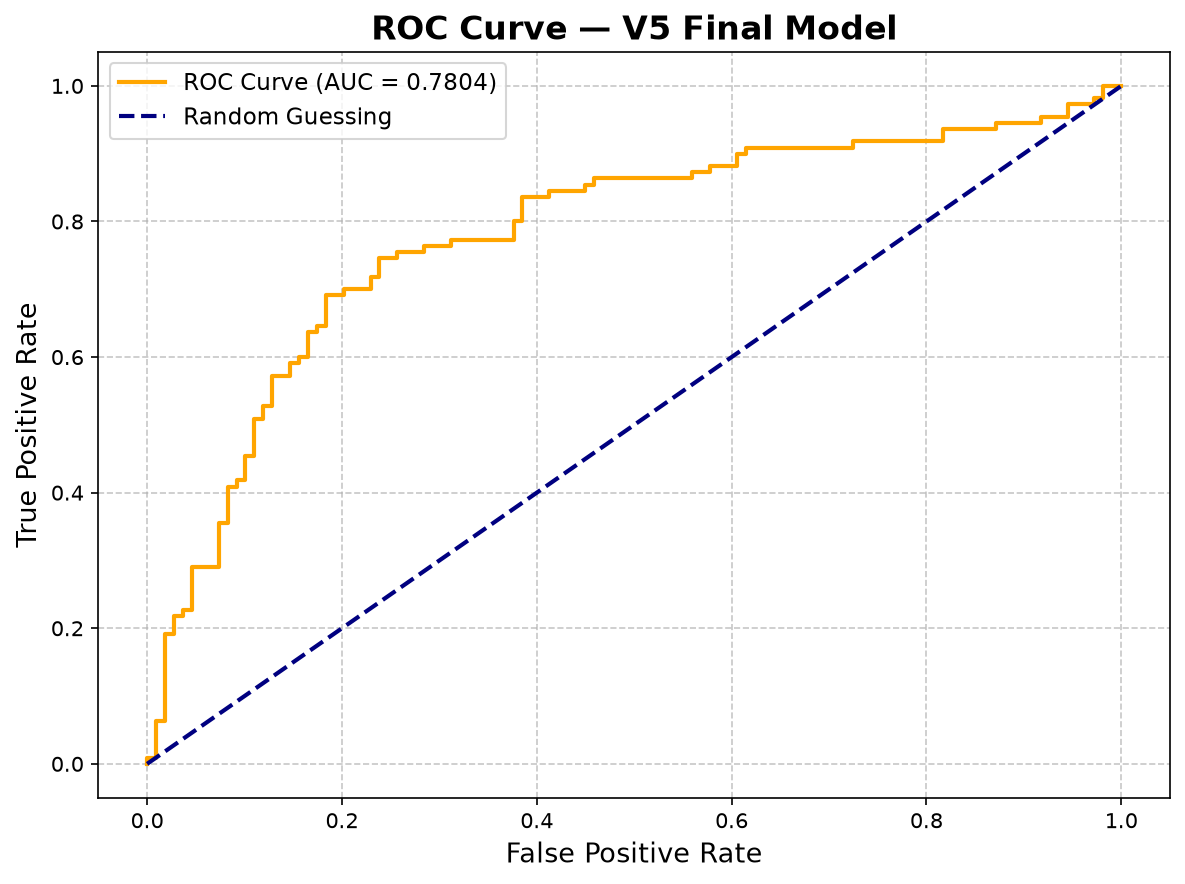 ROC Curve — V5 Final Model
ROC Curve (AUC = 0.7804)
Random Guessing
True Positive Rate
1.0
0.8
0.6
0.4
0.2
0.0
0.0 0.2 0.4 0.6 0.8 1.0
False Positive Rate